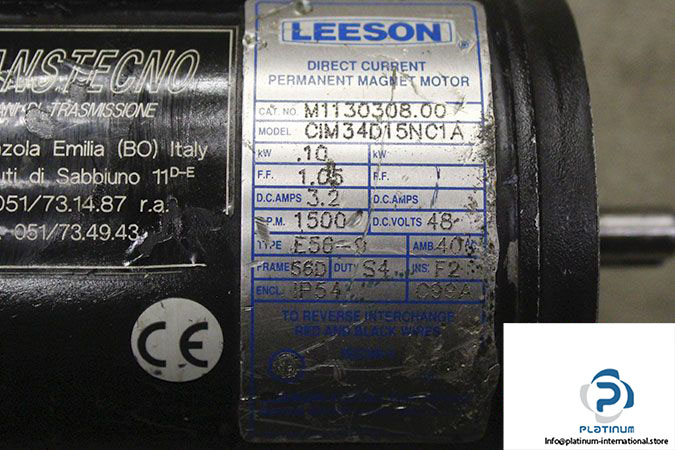 NSTECNO
TRASMISSIONE
zola Emilia (BO) Italy
uti di Sabbiuno 11D-E
051/73.14.87 r.a.
051/73.49.43
CE
LEESON
®
DIRECT CURRENT
PERMANENT MAGNET MOTOR
CAT. NO. M1130308.00
MODEL CIM34D15NC1A
kW .10 kW
F.F. 1.05 F.F.
D.C.AMPS 3.2 D.C.AMPS
R.P.M. 1500 D.C.VOLTS 48
TYPE AMB. 40
FRAME 56D DUTY S4 INS. F2
ENCL. IP54 C99A
TO REVERSE INTERCHANGE
RED AND BLACK WIRES
LEESON
PLATINUM
Info@platinum-international.store